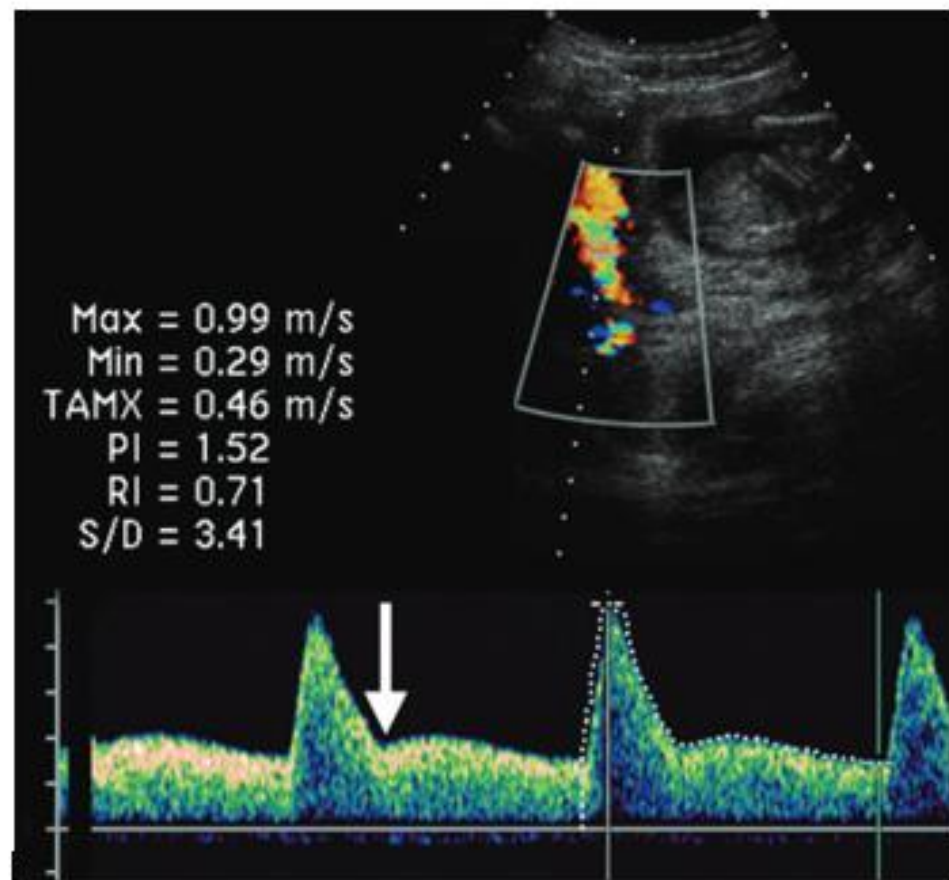 Max = 0.99 m/s
Min = 0.29 m/s
TAMX = 0.46 m/s
PI = 1.52
RI = 0.71
S/D = 3.41